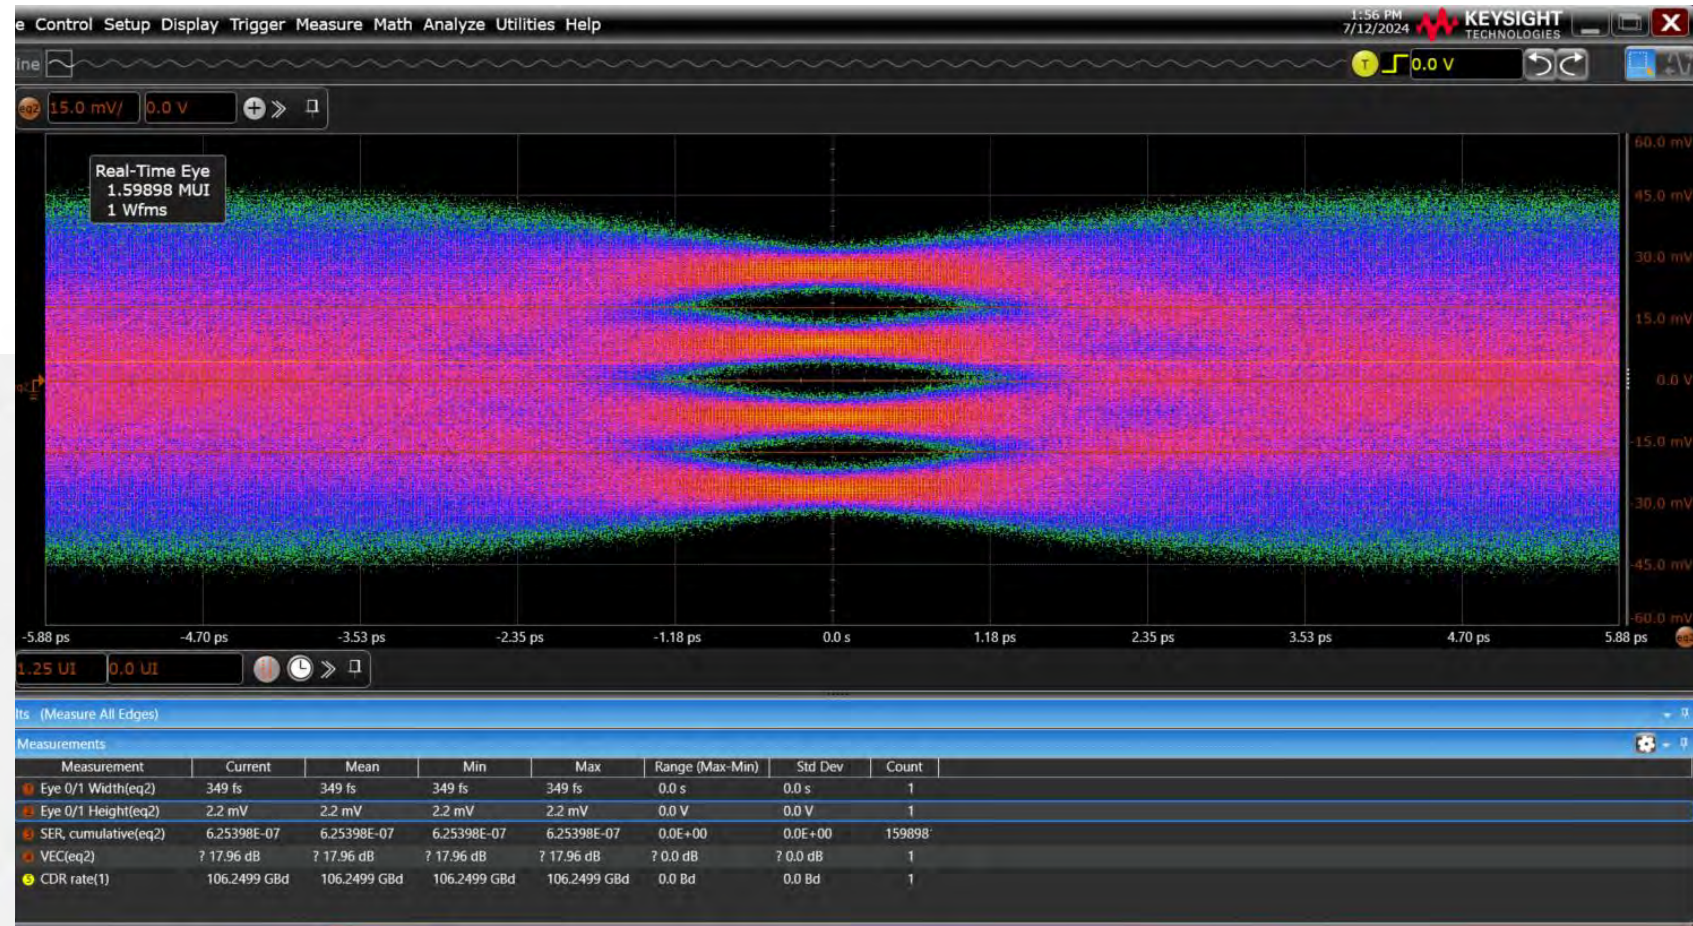 e Control Setup Display Trigger Measure Math Analyze Utilities Help
1:56 PM
7/12/2024
KEYSIGHT
TECHNOLOGIES
X
ine
T 0.0 V
eq2 15.0 mV/ 0.0 V
Real-Time Eye
1.59898 MUI
1 Wfms
60.0 mV
45.0 mV
30.0 mV
15.0 mV
0.0 V
-15.0 mV
-30.0 mV
-45.0 mV
-60.0 mV
-5.88 ps -4.70 ps -3.53 ps -2.35 ps -1.18 ps 0.0 s 1.18 ps 2.35 ps 3.53 ps 4.70 ps 5.88 ps
1.25 UI 0.0 UI
lts (Measure All Edges)
Measurements
Measurement Current Mean Min Max Range (Max-Min) Std Dev Count
1 Eye 0/1 Width(eq2) 349 fs 349 fs 349 fs 349 fs 0.0 s 0.0 s 1
2 Eye 0/1 Height(eq2) 2.2 mV 2.2 mV 2.2 mV 2.2 mV 0.0 V 0.0 V 1
3 SER, cumulative(eq2) 6.25398E-07 6.25398E-07 6.25398E-07 6.25398E-07 0.0E+00 0.0E+00 159898
4 VEC(eq2) ? 17.96 dB ? 17.96 dB ? 17.96 dB ? 17.96 dB ? 0.0 dB ? 0.0 dB 1
5 CDR rate(1) 106.2499 GBd 106.2499 GBd 106.2499 GBd 106.2499 GBd 0.0 Bd 0.0 Bd 1